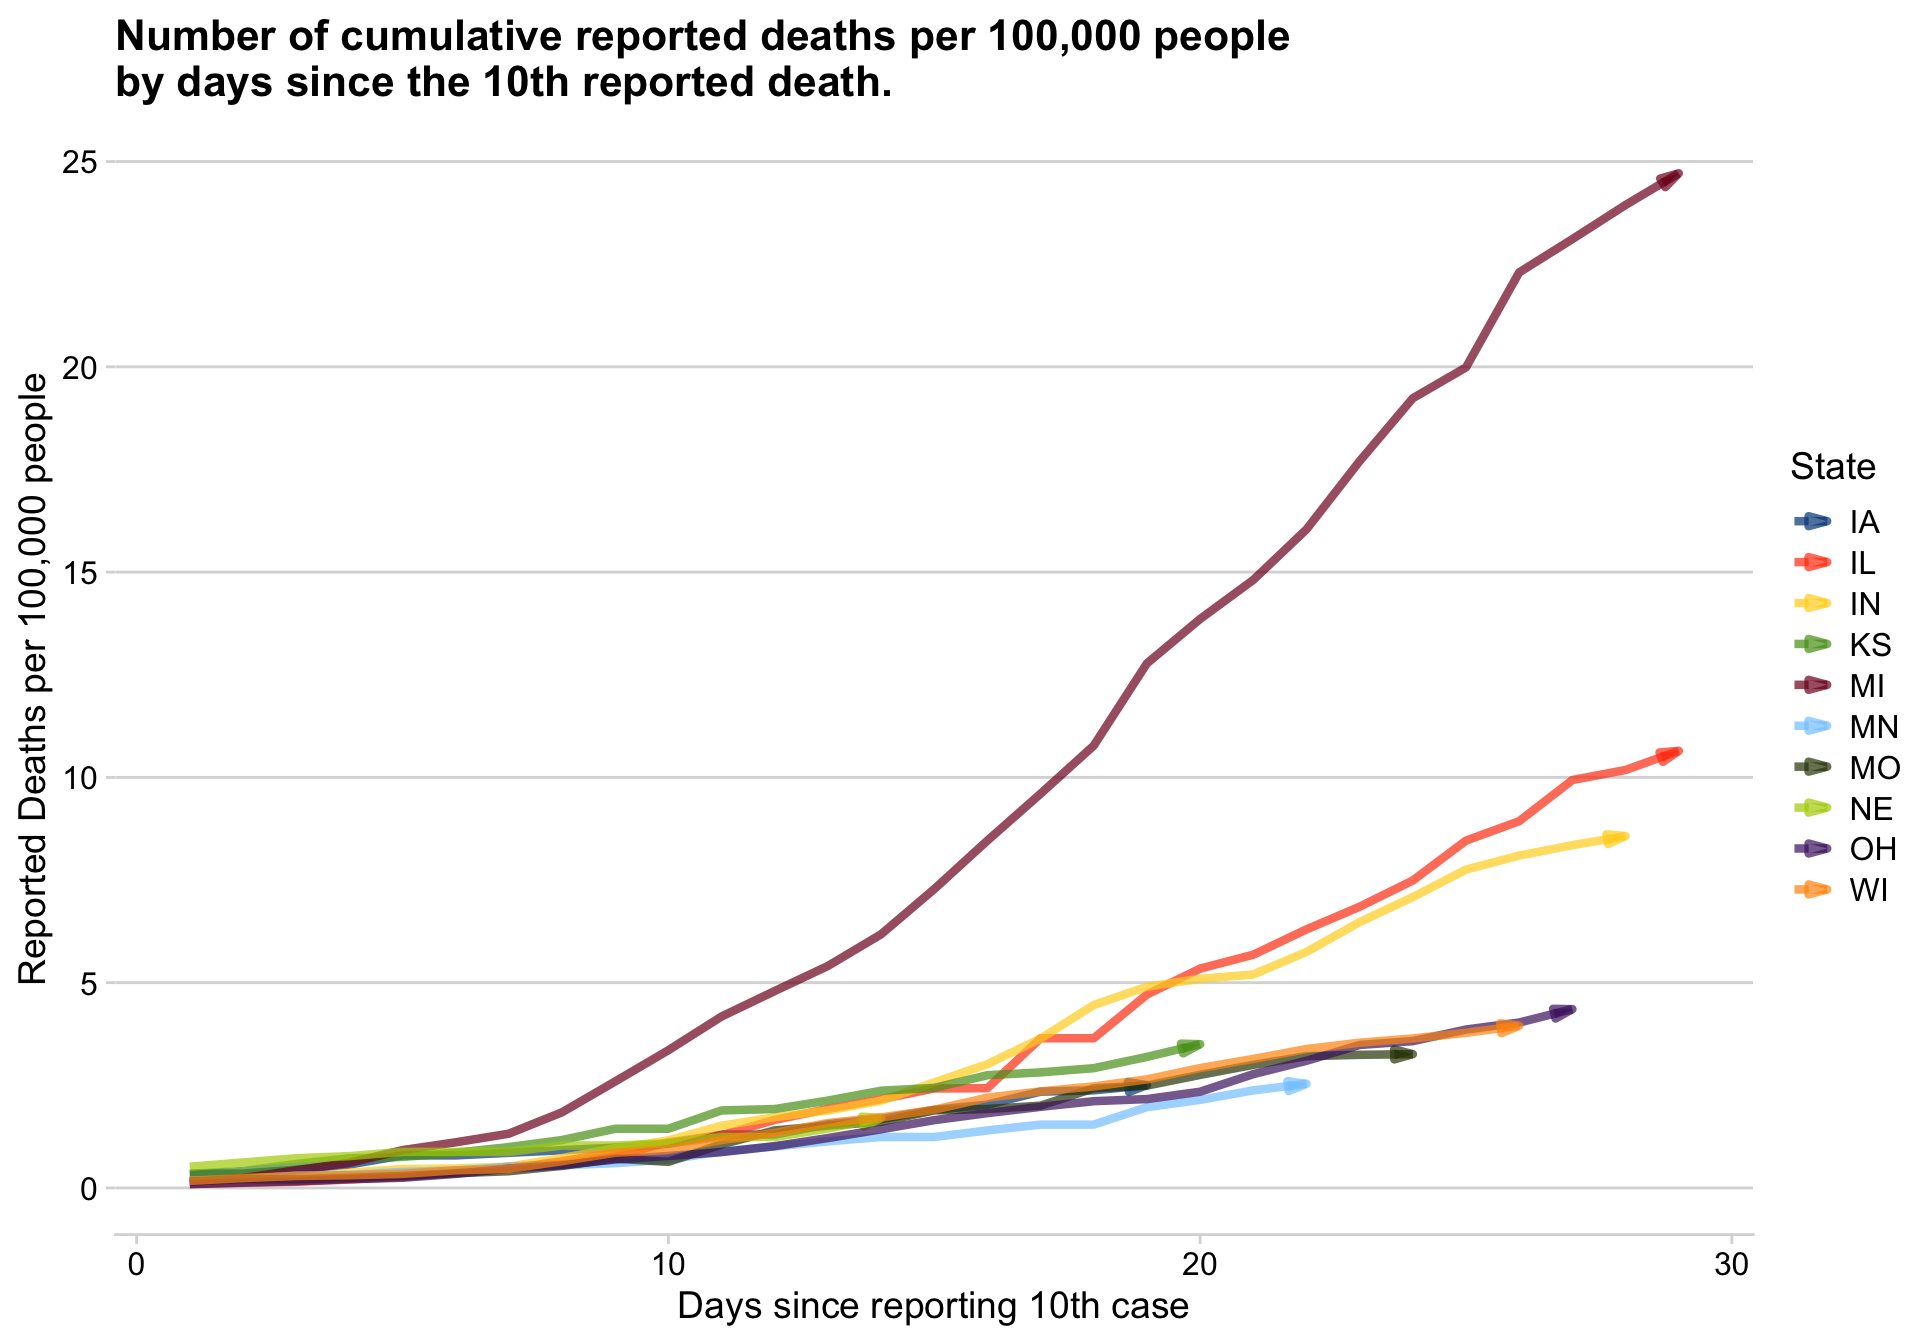 Number of cumulative reported deaths per 100,000 people
by days since the 10th reported death.
Reported Deaths per 100,000 people
25
20
15
10
5
0
0
10
20
30
Days since reporting 10th case
State
IA
IL
IN
KS
MI
MN
MO
NE
OH
WI